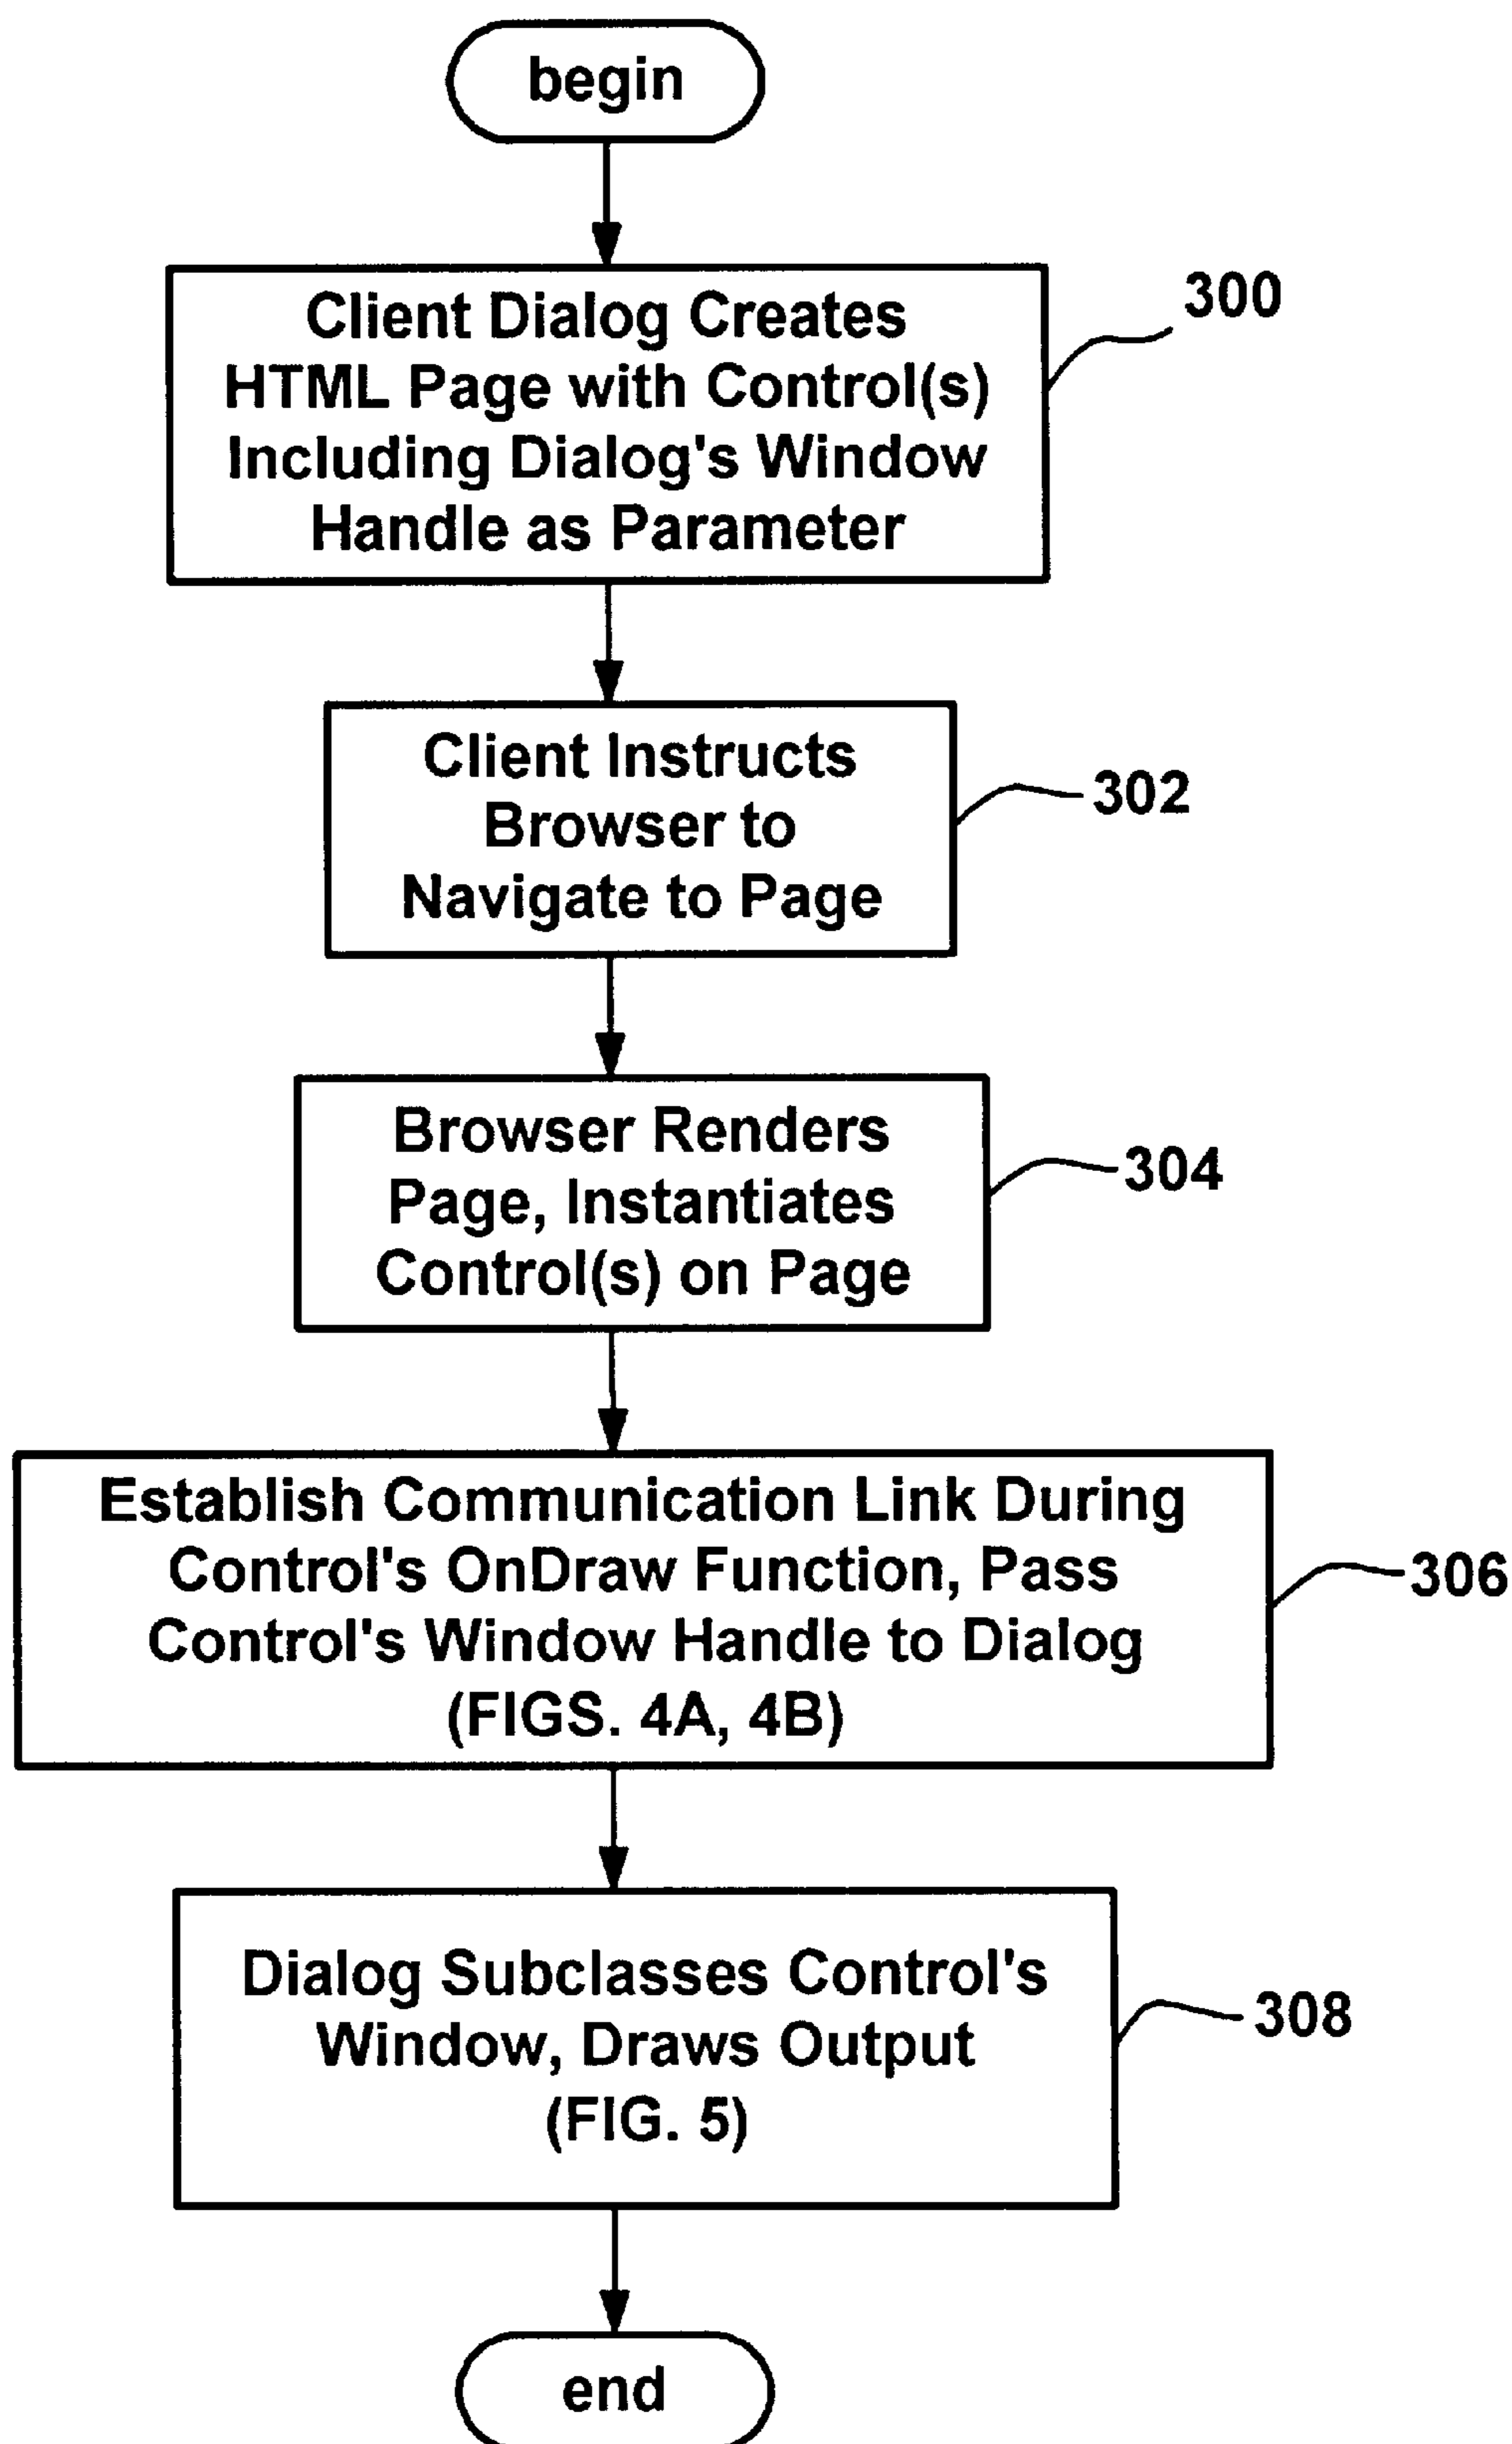 begin
Client Dialog Creates
HTML Page with Control(s)
Including Dialog's Window
Handle as Parameter
300
Client Instructs
Browser to
Navigate to Page
302
Browser Renders
Page, Instantiates
Control(s) on Page
304
Establish Communication Link During
Control's OnDraw Function, Pass
Control's Window Handle to Dialog
(FIGS. 4A, 4B)
306
Dialog Subclasses Control's
Window, Draws Output
(FIG. 5)
308
end